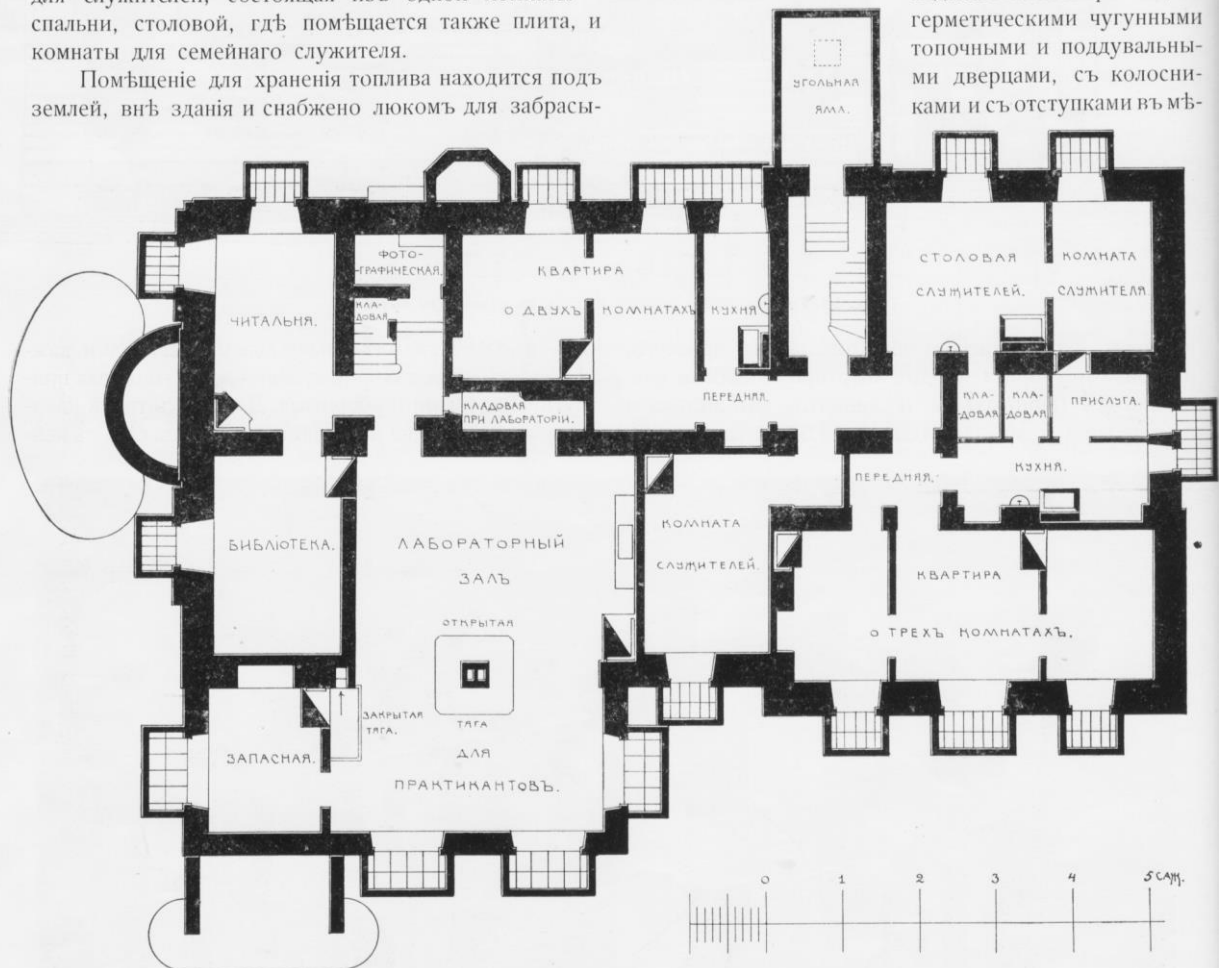 спальни, столовой, гдѣ помѣщается также плита, и
комнаты для семейнаго служителя.
Помѣщеніе для храненія топлива находится подъ
землей, внѣ зданія и снабжено люкомъ для забрасы-
герметическими чугунными
топочными и поддувальны-
ми дверцами, съ колосни-
ками и съ отступками въ мѣ-
УГОЛЬНАЯ
ЯМА.
ФОТО-
ГРАФИЧЕСКАЯ.
КЛА-
ДОВАЯ
ЧИТАЛЬНЯ.
КВАРТИРА
О ДВУХЪ КОМНАТАХЪ
КУХНЯ
СТОЛОВАЯ
СЛУЖИТЕЛЕЙ.
КОМНАТА
СЛУЖИТЕЛЯ
КЛАДОВАЯ
ПРИ ЛАБОРАТОРІИ.
ПЕРЕДНЯЯ.
КЛА-
ДОВАЯ
КЛА-
ДОВАЯ
ПРИСЛУГА.
ПЕРЕДНЯЯ.
КУХНЯ.
БИБЛІОТЕКА.
ЛАБОРАТОРНЫЙ
ЗАЛЪ
КОМНАТА
СЛУЖИТЕЛЕЙ.
КВАРТИРА
О ТРЕХЪ КОМНАТАХЪ.
ОТКРЫТАЯ
ТЯГА
ЗАКРЫТАЯ
ТЯГА.
ЗАПАСНАЯ.
ДЛЯ
ПРАКТИКАНТОВЪ.
0 1 2 3 4 5 САЖ.